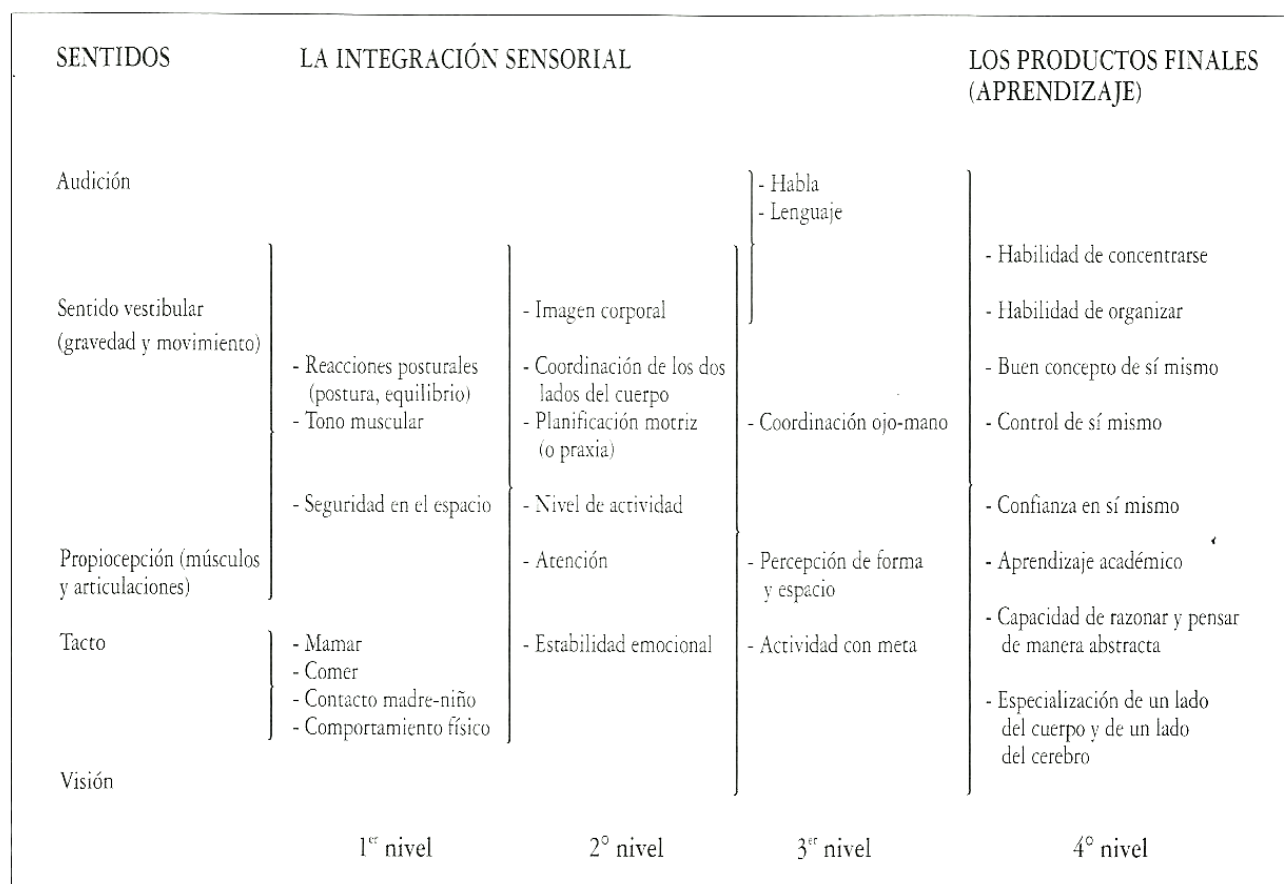 SENTIDOS
LA INTEGRACIÓN SENSORIAL
LOS PRODUCTOS FINALES
(APRENDIZAJE)
Audición
Sentido vestibular
(gravedad y movimiento)
Propiocepción (músculos
y articulaciones)
Tacto
Visión
- Reacciones posturales
(postura, equilibrio)
- Tono muscular
- Seguridad en el espacio
- Mamar
- Comer
- Contacto madre-niño
- Comportamiento físico
1er nivel
- Imagen corporal
- Coordinación de los dos
lados del cuerpo
- Planificación motriz
(o praxia)
- Nivel de actividad
- Atención
- Estabilidad emocional
2º nivel
- Habla
- Lenguaje
- Coordinación ojo-mano
- Percepción de forma
y espacio
- Actividad con meta
3er nivel
- Habilidad de concentrarse
- Habilidad de organizar
- Buen concepto de sí mismo
- Control de sí mismo
- Confianza en sí mismo
- Aprendizaje académico
- Capacidad de razonar y pensar
de manera abstracta
- Especialización de un lado
del cuerpo y de un lado
del cerebro
4º nivel